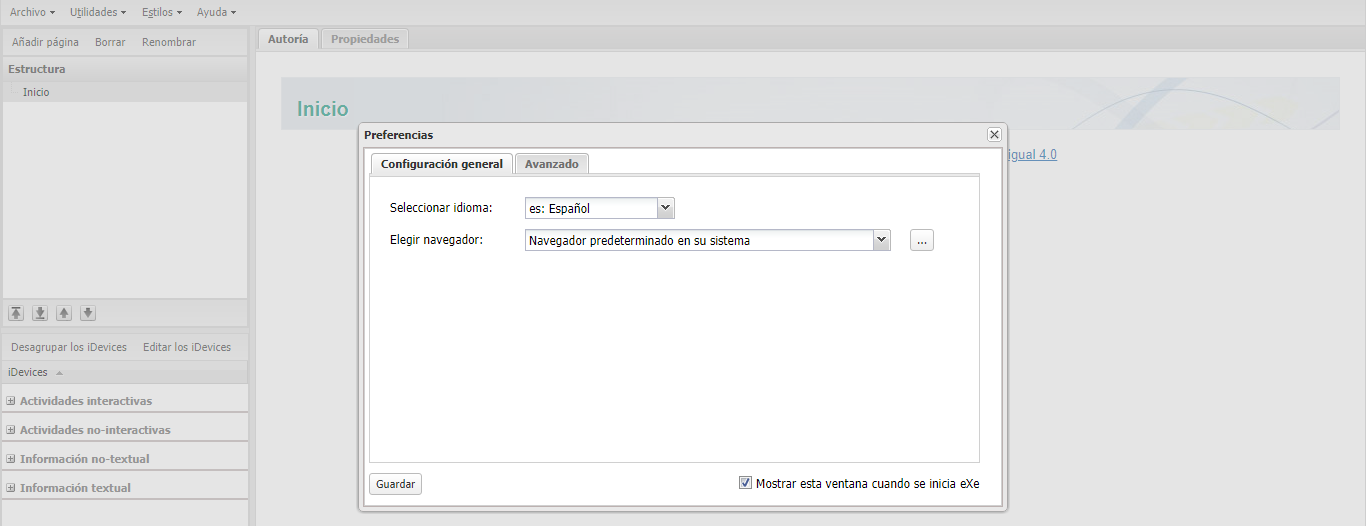 Archivo Utilidades Estilos Ayuda
Añadir página Borrar Renombrar
Estructura
Inicio
Autoría Propiedades
Inicio
igual 4.0
Preferencias
Configuración general Avanzado
Seleccionar idioma: es: Español
Elegir navegador: Navegador predeterminado en su sistema ...
Guardar Mostrar esta ventana cuando se inicia eXe
Desagrupar los iDevices Editar los iDevices
iDevices
Actividades interactivas
Actividades no-interactivas
Información no-textual
Información textual